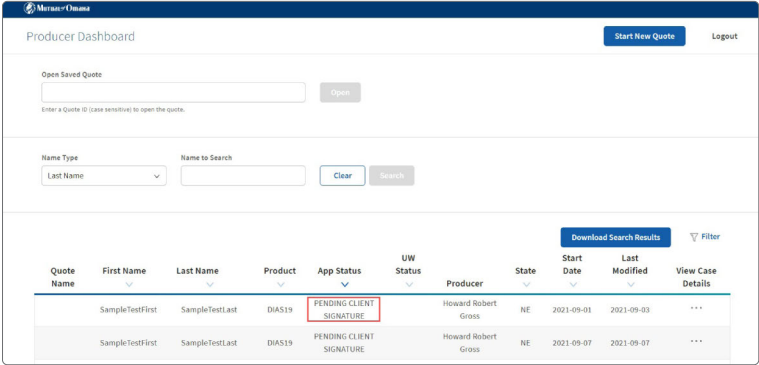 Mutual of Omaha
Producer Dashboard
Start New Quote
Logout
Open Saved Quote
Open
Enter a Quote ID (case sensitive) to open the quote.
Name Type
Name to Search
Last Name
Clear
Search
Download Search Results
Filter
Quote Name
First Name
Last Name
Product
App Status
UW Status
Producer
State
Start Date
Last Modified
View Case Details
SampleTestFirst
SampleTestLast
DIAS19
PENDING CLIENT
SIGNATURE
Howard Robert
Gross
NE
2021-09-01
2021-09-03
...
SampleTestFirst
SampleTestLast
DIAS19
PENDING CLIENT
SIGNATURE
Howard Robert
Gross
NE
2021-09-07
2021-09-07
...